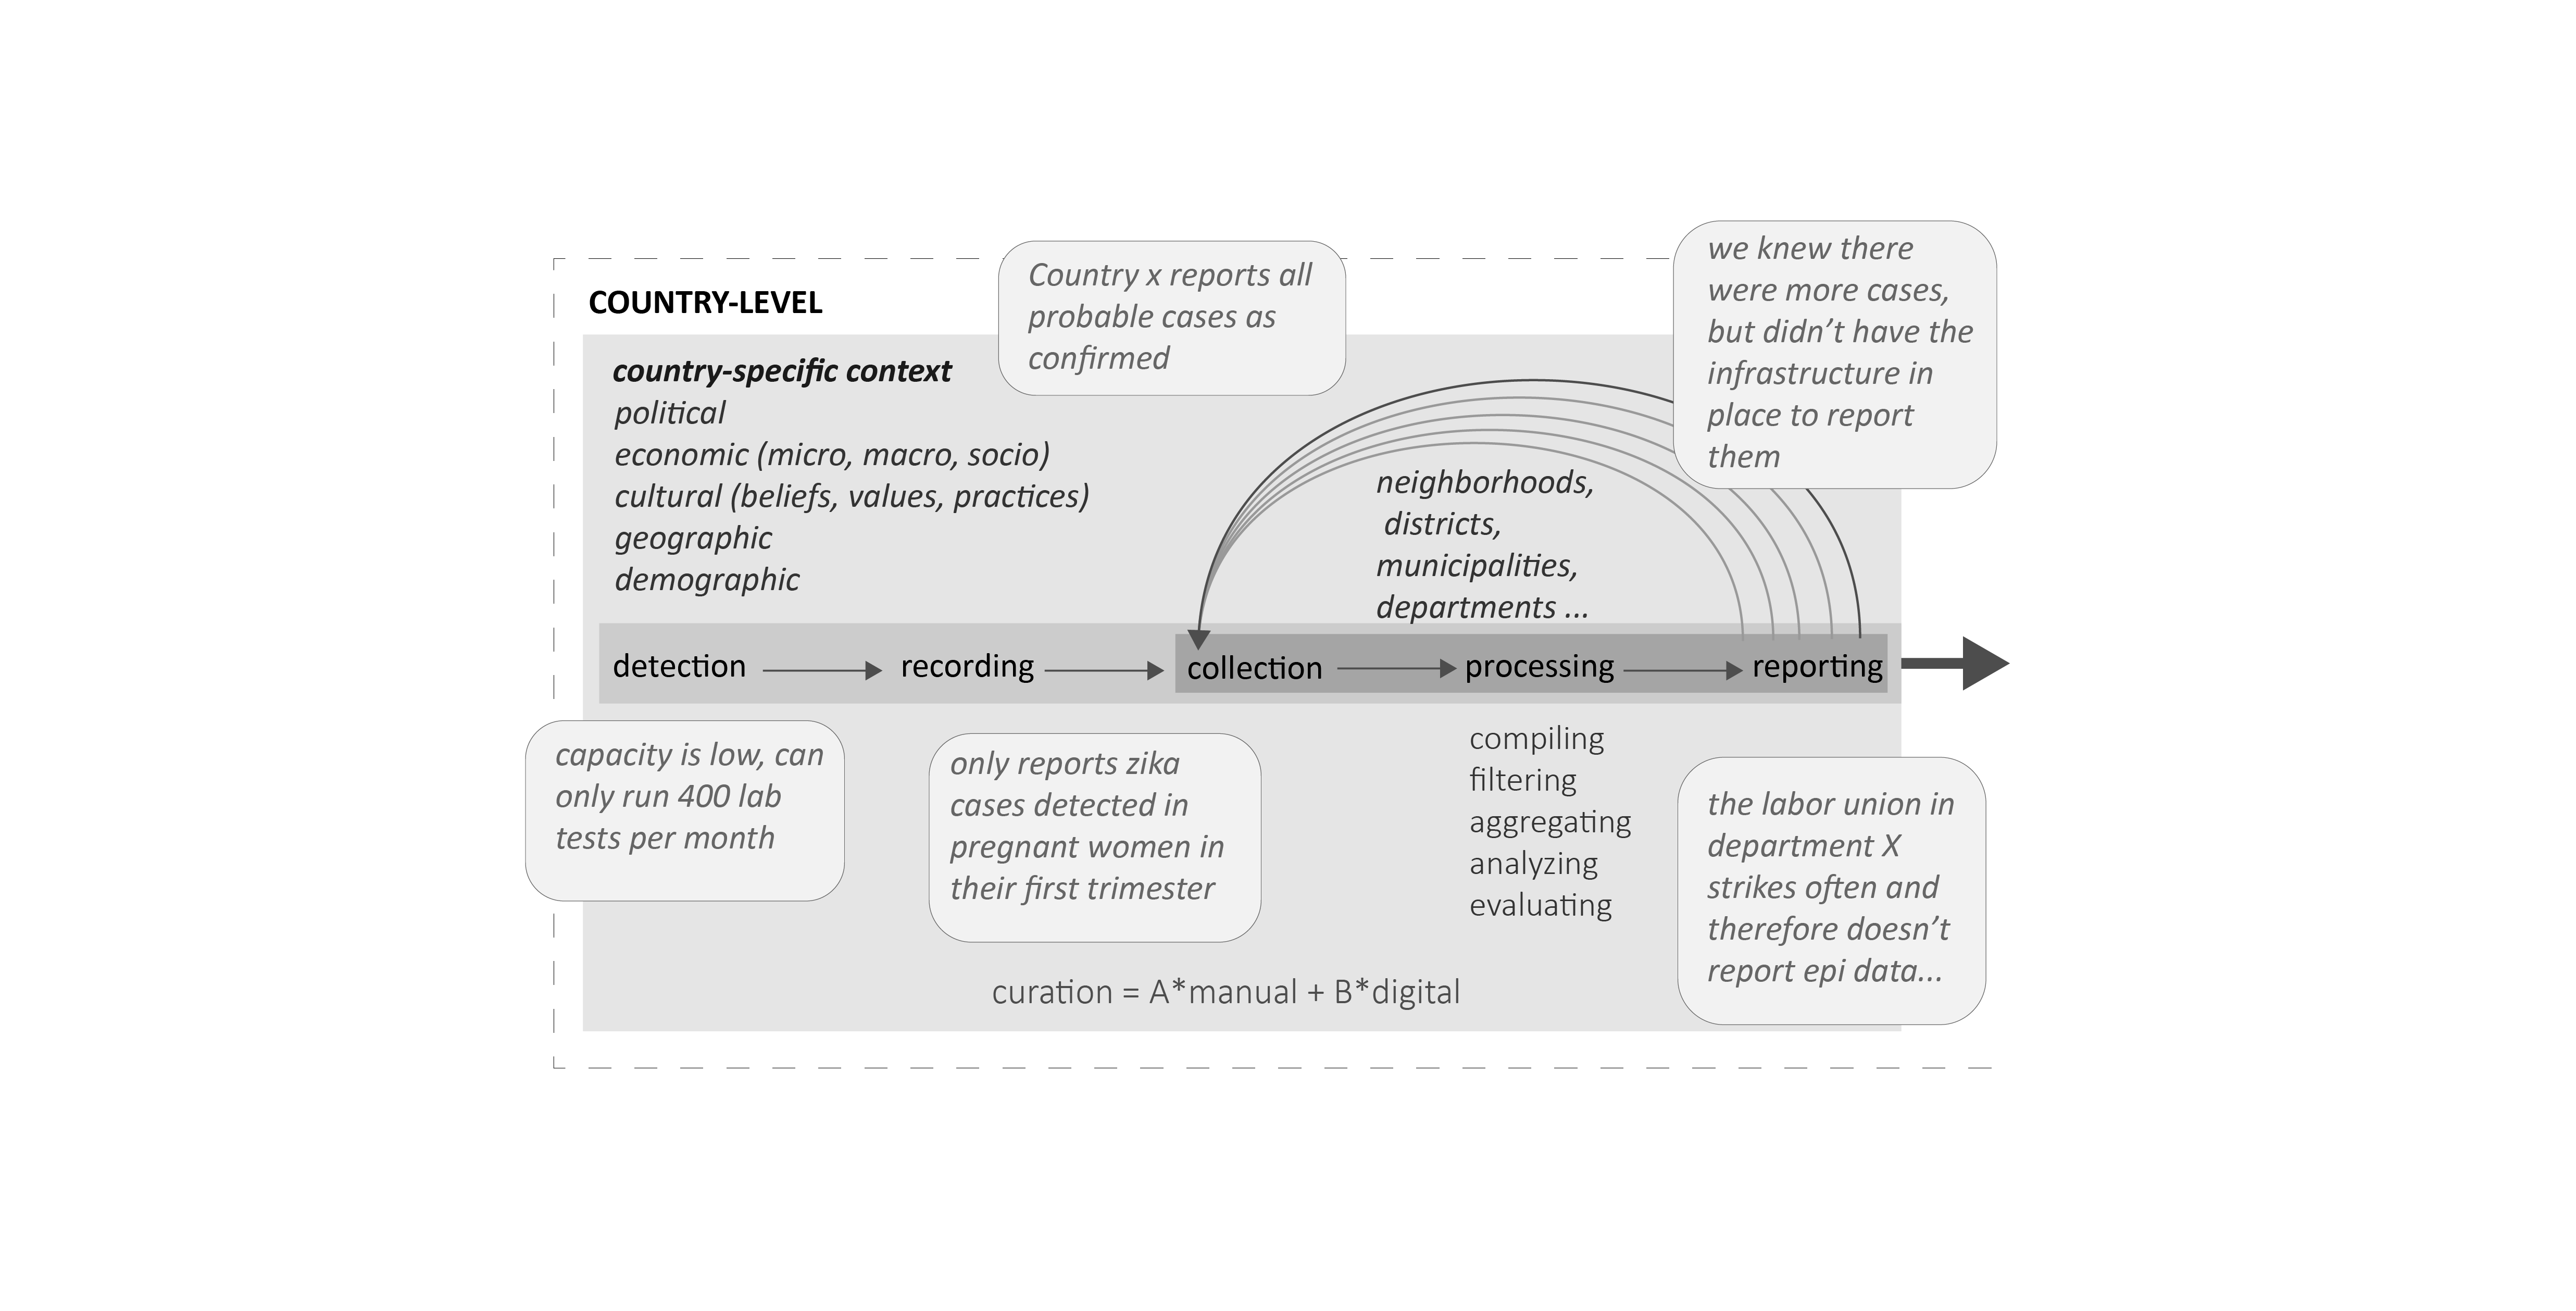 COUNTRY-LEVEL
country-specific context
political
economic (micro, macro, socio)
cultural (beliefs, values, practices)
geographic
demographic
Country x reports all
probable cases as
confirmed
we knew there
were more cases,
but didn’t have the
infrastructure in
place to report
them
neighborhoods,
districts,
municipalities,
departments ...
detection
recording
collection
processing
reporting
capacity is low, can
only run 400 lab
tests per month
only reports zika
cases detected in
pregnant women in
their first trimester
compiling
filtering
aggregating
analyzing
evaluating
the labor union in
department X
strikes often and
therefore doesn’t
report epi data...
curation = A*manual + B*digital